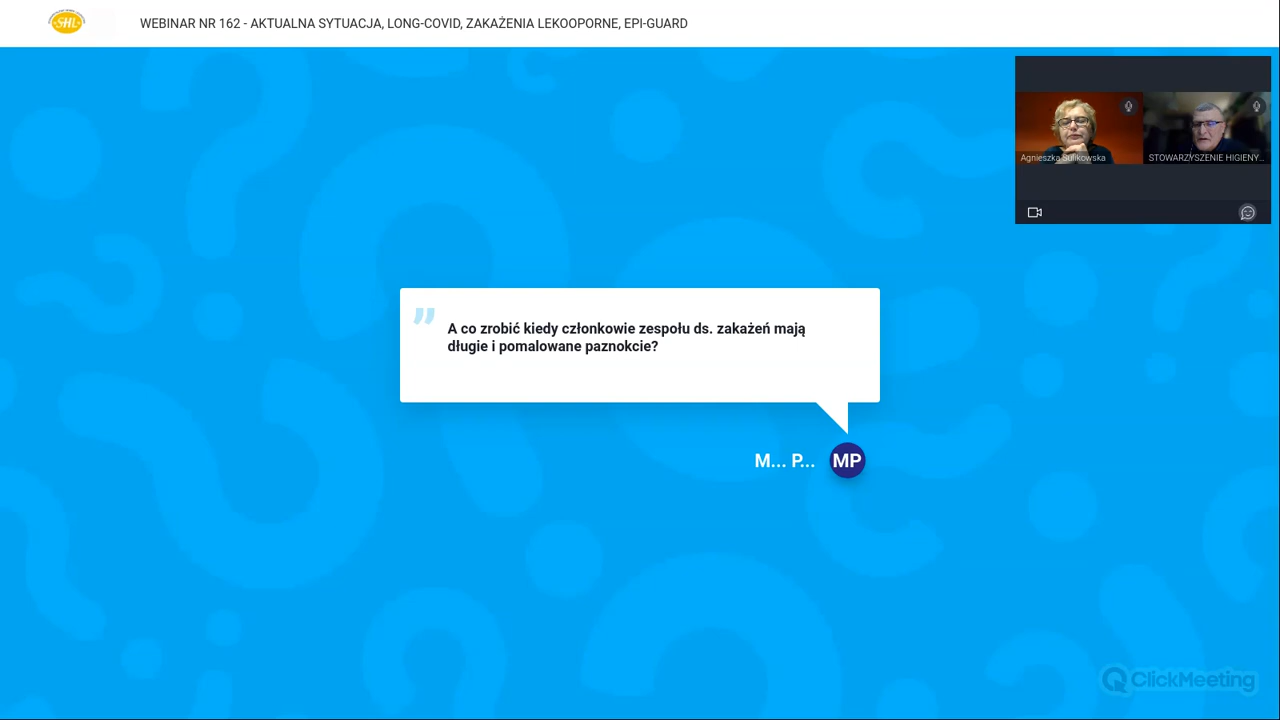 SHL
WEBINAR NR 162 - AKTUALNA SYTUACJA, LONG-COVID, ZAKAŻENIA LEKOOPORNE, EPI-GUARD
Agnieszka Sulikowska
STOWARZYSZENIE HIGIENY...
A co zrobić kiedy członkowie zespołu ds. zakażeń mają
długie i pomalowane paznokcie?
M... P... MP
ClickMeeting